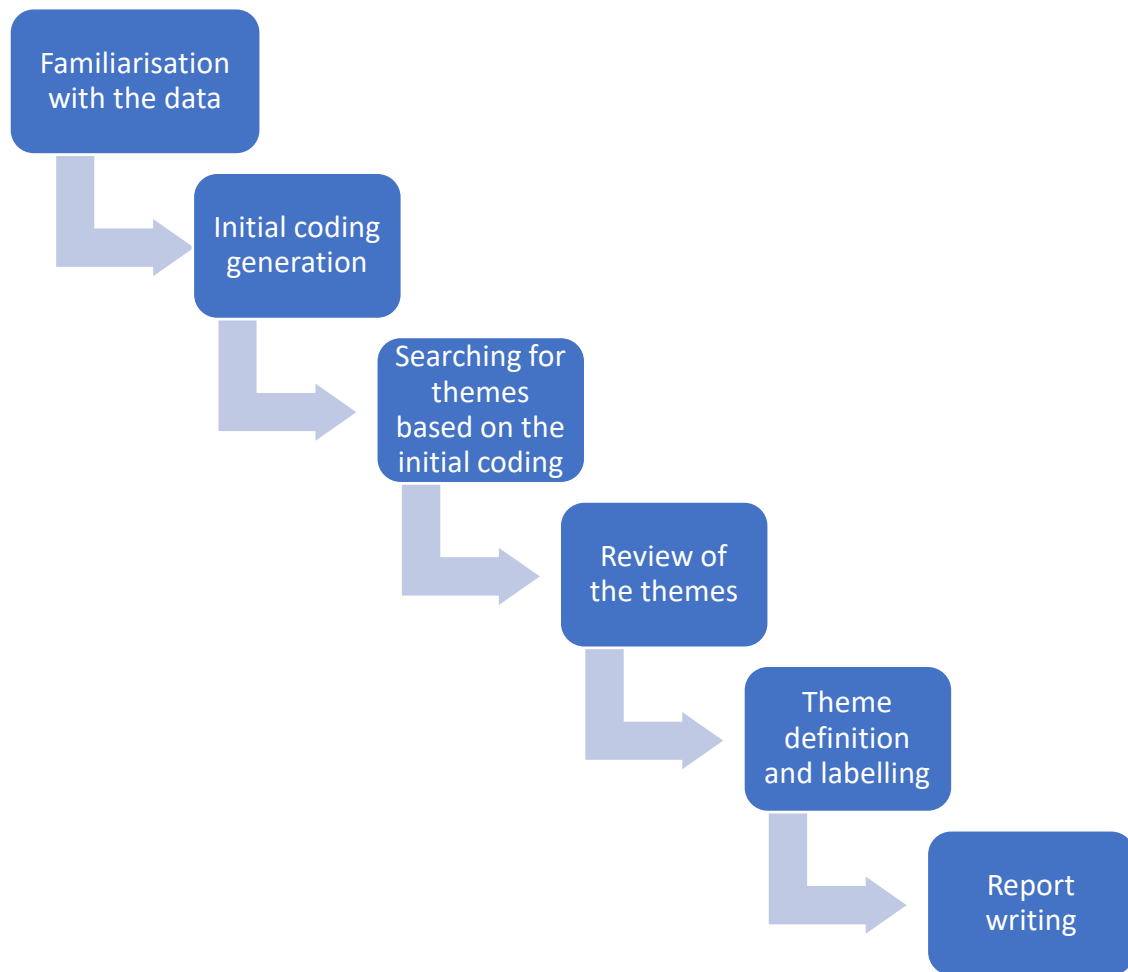 Familiarisation
with the data
Initial coding
generation
Searching for
themes
based on the
initial coding
Review of
the themes
Theme
definition
and labelling
Report
writing